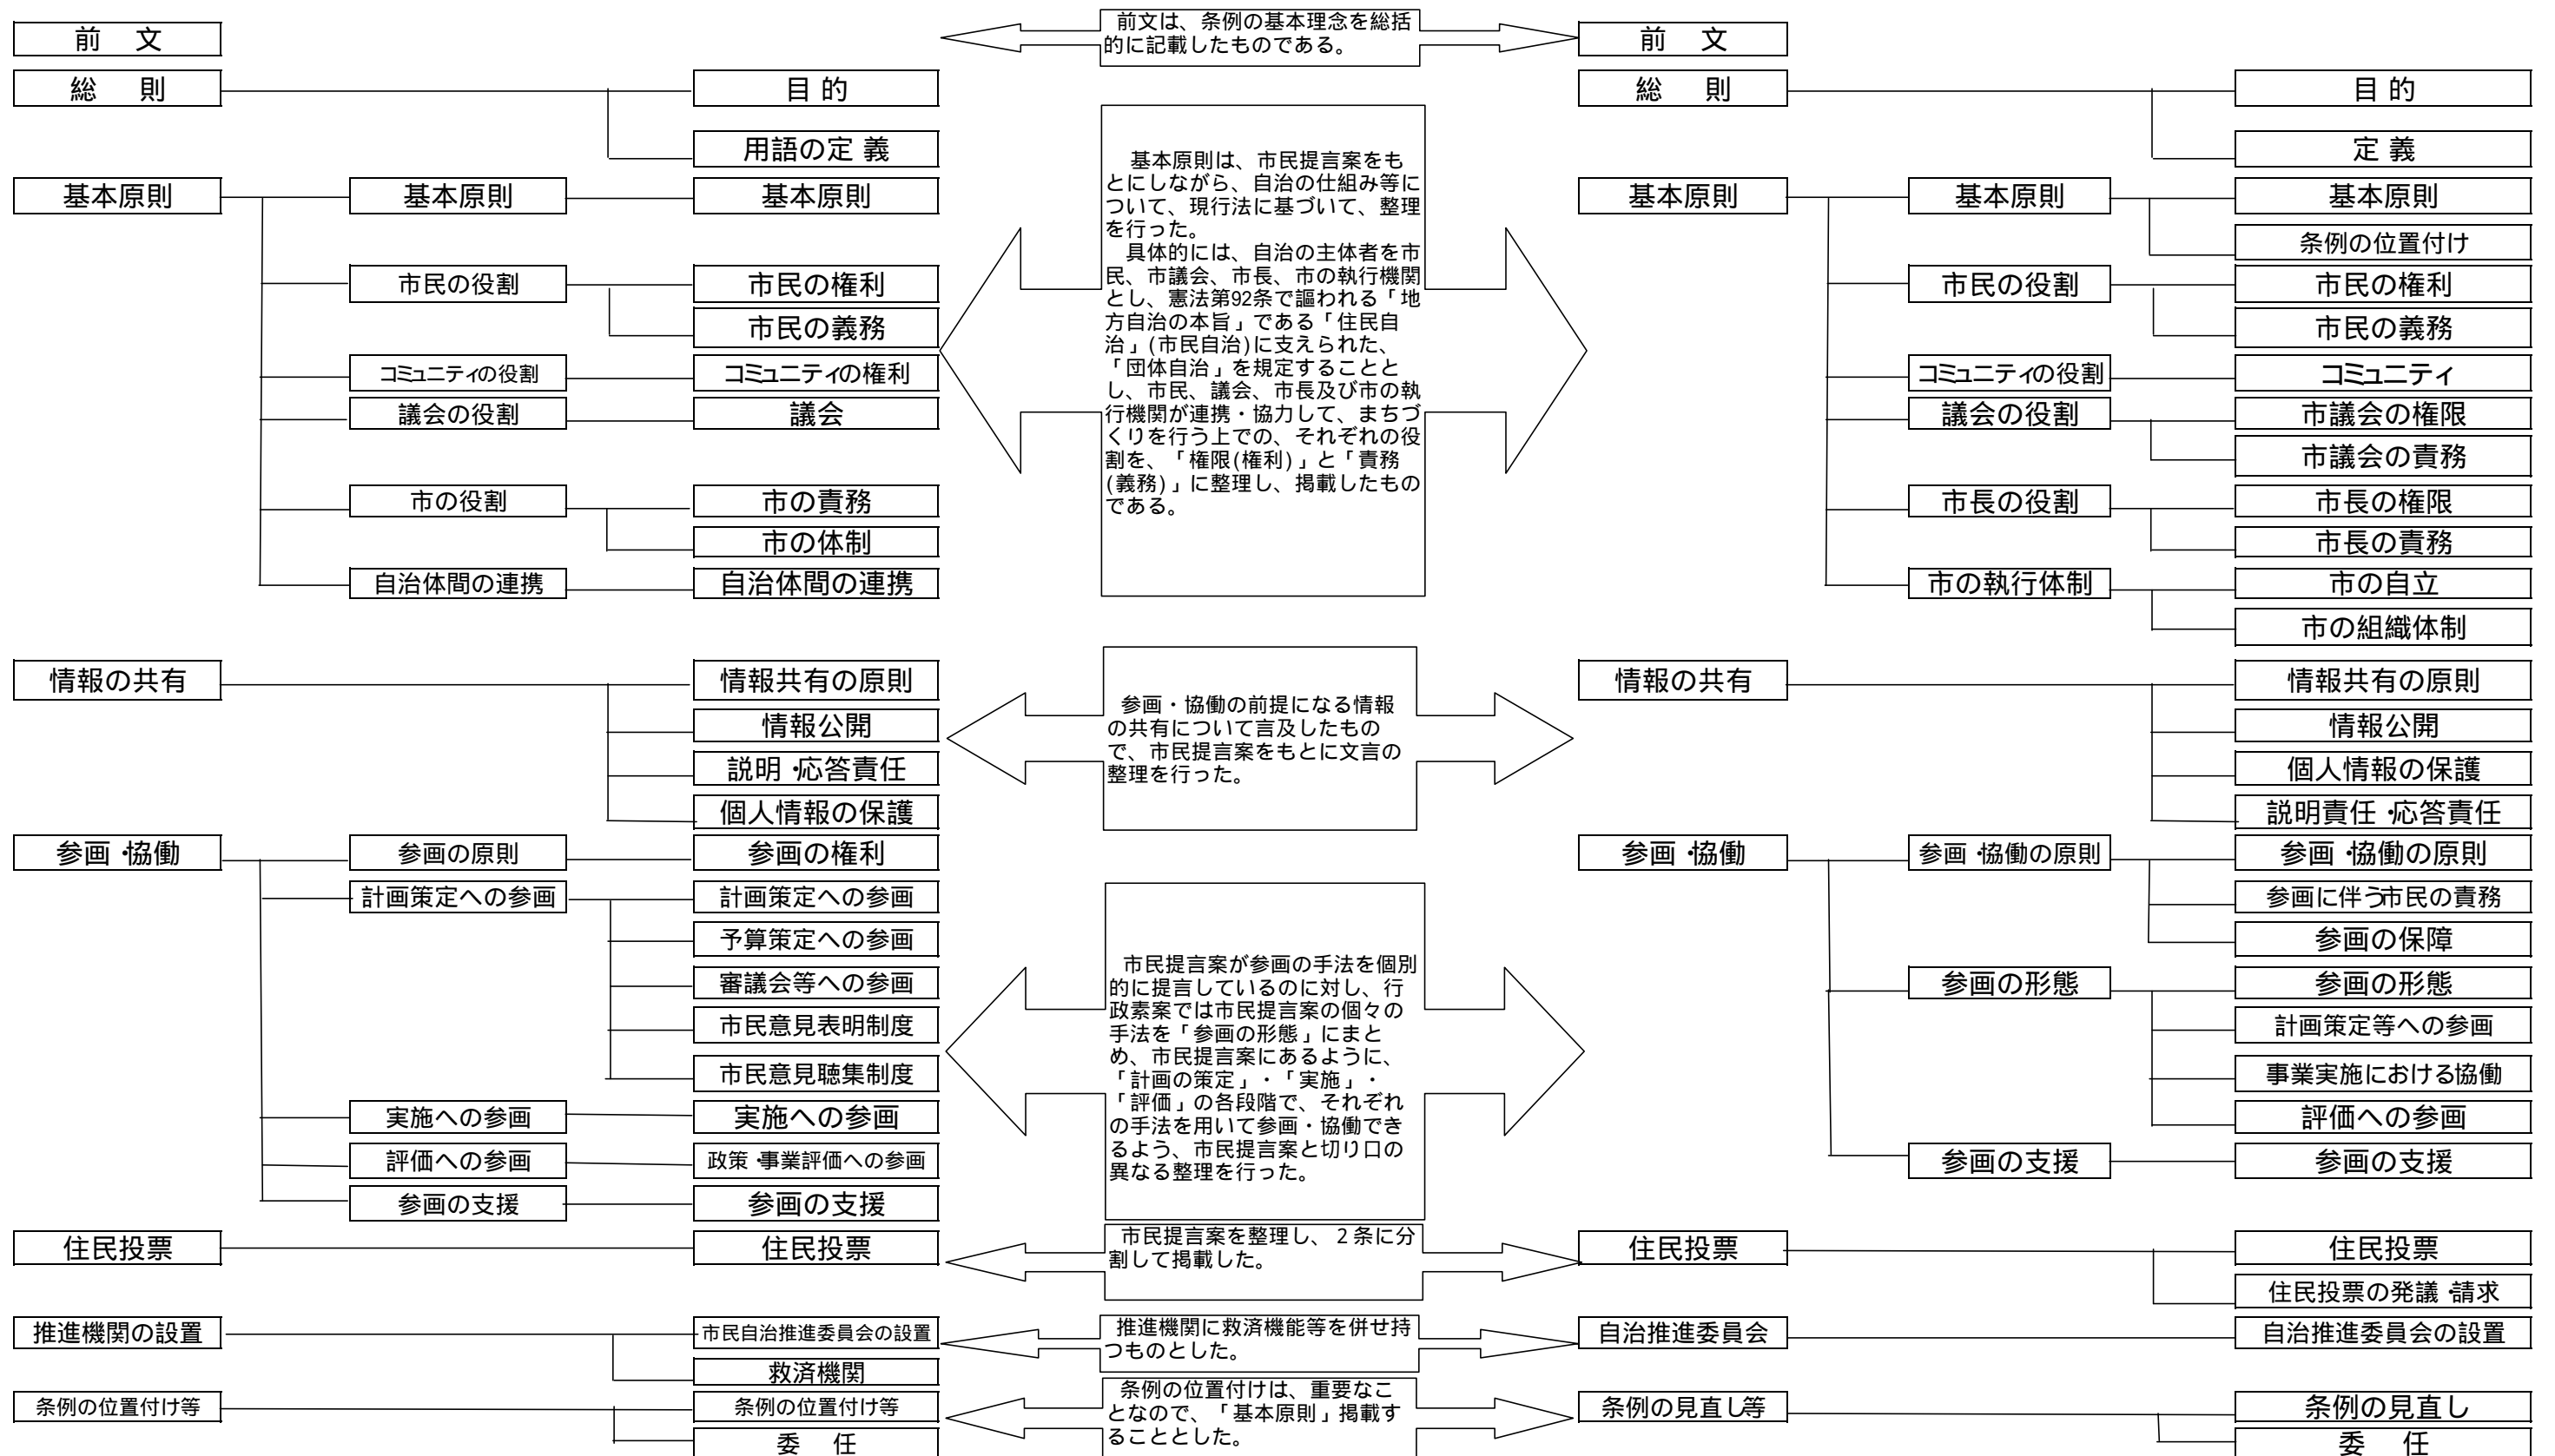 前　文
前文は、条例の基本理念を総括
的に記載したものである。
前　文
総　則
目 的
用語の定 義
総　則
目 的
定 義
基本原則
基本原則
基本原則
市民の役割
市民の権利
市民の義務
コミュニティの役割
コミュニティの権利
議会の役割
議会
市の役割
市の責務
市の体制
自治体間の連携
自治体間の連携
基本原則は、市民提言案をも
とにしながら、自治の仕組み等に
ついて、現行法に基づいて、整理
を行った。
具体的には、自治の主体者を市
民、市議会、市長、市の執行機関
とし、憲法第92条で謳われる「地
方自治の本旨」である「住民自
治」(市民自治)に支えられた、
「団体自治」を規定することと
し、市民、議会、市長及び市の執
行機関が連携・協力して、まちづ
くりを行う上での、それぞれの役
割を、「権限(権利)」と「責務
(義務)」に整理し、掲載したもの
である。
基本原則
基本原則
基本原則
条例の位置付け
市民の役割
市民の権利
市民の義務
コミュニティの役割
コミュニティ
議会の役割
市議会の権限
市議会の責務
市長の役割
市長の権限
市長の責務
市の執行体制
市の自立
市の組織体制
情報の共有
情報共有の原則
情報公開
説明・応答責任
個人情報の保護
参画・協働の前提になる情報
の共有について言及したもの
で、市民提言案をもとに文言の
整理を行った。
情報の共有
情報共有の原則
情報公開
個人情報の保護
説明責任・応答責任
参画・協働
参画の原則
参画の権利
計画策定への参画
計画策定への参画
予算策定への参画
審議会等への参画
市民意見表明制度
市民意見聴集制度
実施への参画
実施への参画
評価への参画
政策・事業評価への参画
参画の支援
参画の支援
市民提言案が参画の手法を個別
的に提言しているのに対し、行
政素案では市民提言案の個々の
手法を「参画の形態」にまと
め、市民提言案にあるように、
「計画の策定」・「実施」・
「評価」の各段階で、それぞれ
の手法を用いて参画・協働でき
るよう、市民提言案と切り口の
異なる整理を行った。
参画・協働
参画・協働の原則
参画・協働の原則
参画に伴う市民の責務
参画の保障
参画の形態
参画の形態
計画策定等への参画
事業実施における協働
評価への参画
参画の支援
参画の支援
住民投票
住民投票
市民提言案を整理し、２条に分
割して掲載した。
住民投票
住民投票
住民投票の発議・請求
推進機関の設置
市民自治推進委員会の設置
救済機関
推進機関に救済機能等を併せ持
つものとした。
自治推進委員会
自治推進委員会の設置
条例の位置付け等
条例の位置付け等
委　任
条例の位置付けは、重要なこ
となので、「基本原則」掲載す
ることとした。
条例の見直し等
条例の見直し
委　任